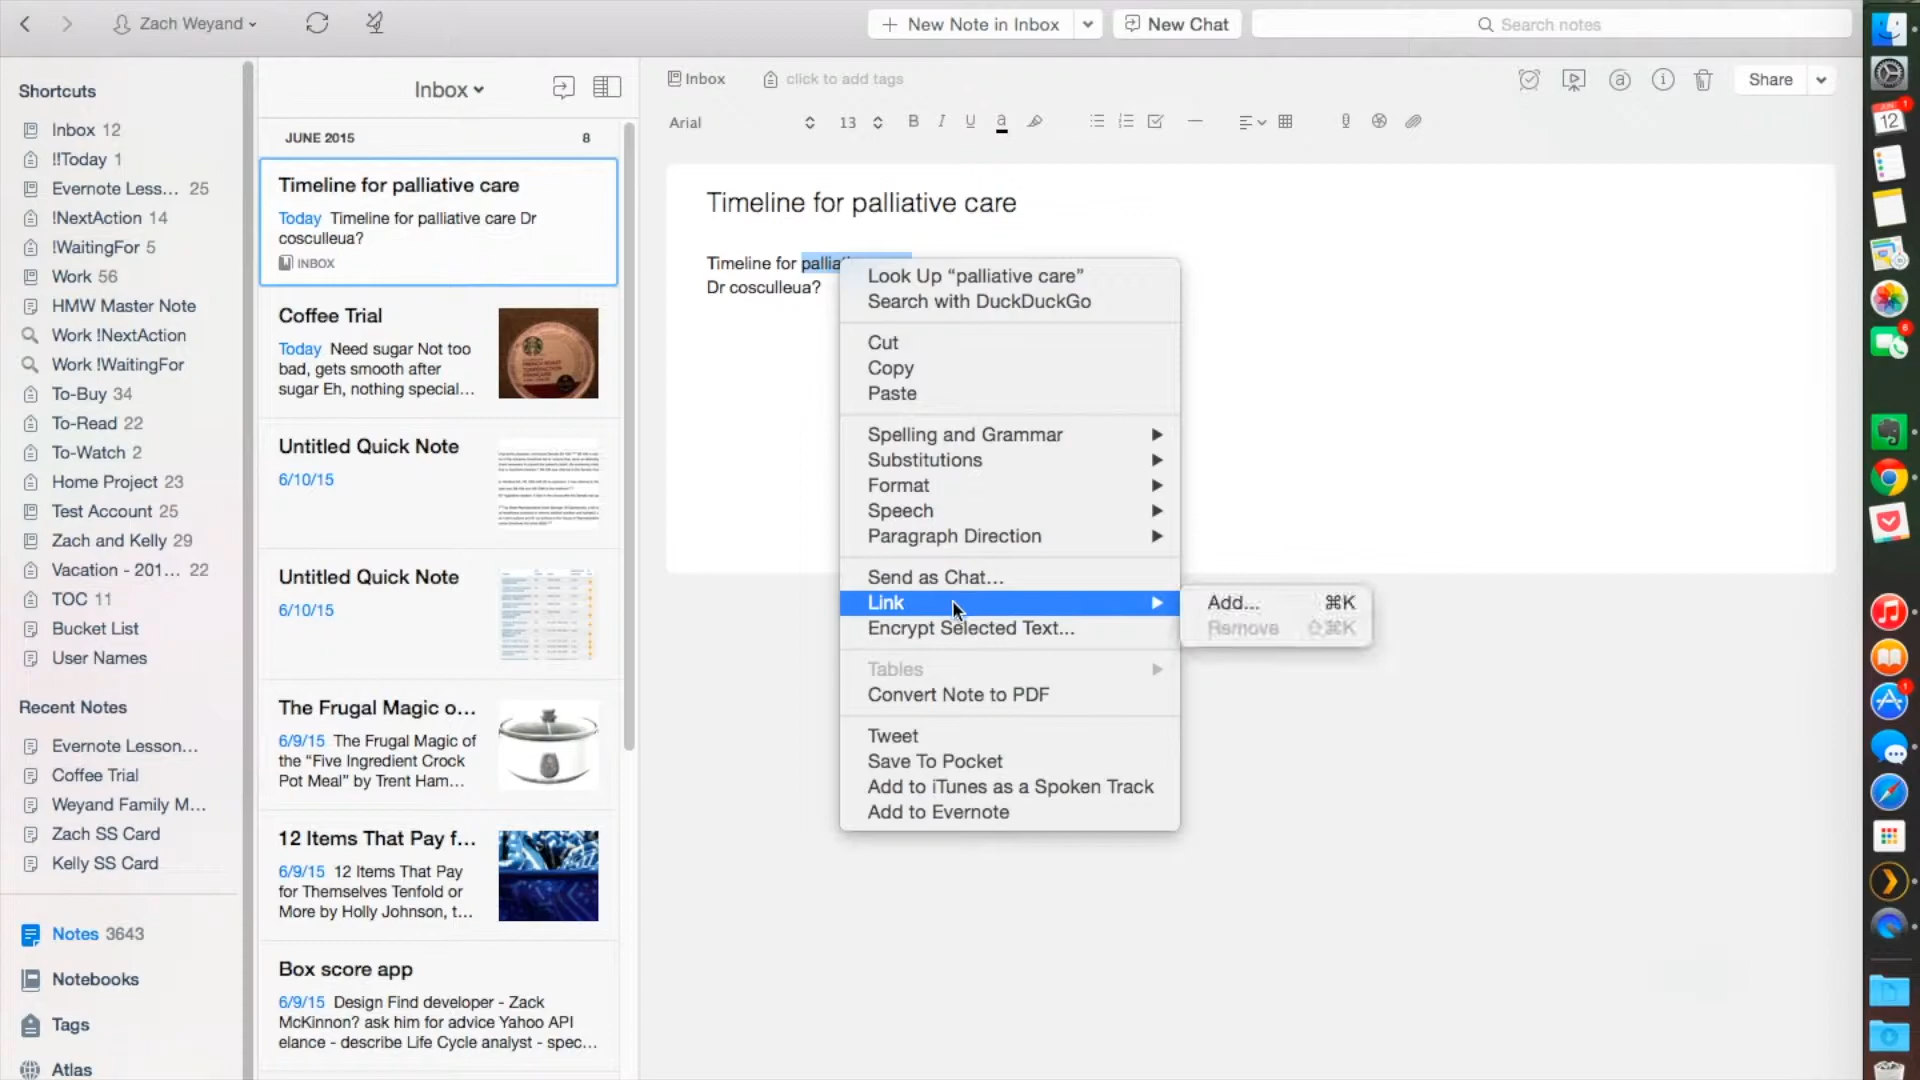 Zach Weyand
New Note in Inbox
New Chat
Search notes
Shortcuts
Inbox 12
!!Today 1
Evernote Less... 25
!NextAction 14
!WaitingFor 5
Work 56
HMW Master Note
Work !NextAction
Work !WaitingFor
To-Buy 34
To-Read 22
To-Watch 2
Home Project 23
Test Account 25
Zach and Kelly 29
Vacation - 201... 22
TOC 11
Bucket List
User Names
Recent Notes
Evernote Lesson...
Coffee Trial
Weyand Family M...
Zach SS Card
Kelly SS Card
Notes 3643
Notebooks
Tags
Atlas
Inbox
JUNE 2015 8
Timeline for palliative care
Today Timeline for palliative care Dr
cosculleua?
INBOX
Coffee Trial
Today Need sugar Not too
bad, gets smooth after
sugar Eh, nothing special...
Untitled Quick Note
6/10/15
Untitled Quick Note
6/10/15
The Frugal Magic o...
6/9/15 The Frugal Magic of
the "Five Ingredient Crock
Pot Meal" by Trent Ham...
12 Items That Pay f...
6/9/15 12 Items That Pay
for Themselves Tenfold or
More by Holly Johnson, t...
Box score app
6/9/15 Design Find developer - Zack
McKinnon? ask him for advice Yahoo API
elance - describe Life Cycle analyst - spec...
Inbox
click to add tags
Share
Arial
13
B I U a
Timeline for palliative care
Timeline for pallia
Dr cosculleua?
Look Up “palliative care”
Search with DuckDuckGo
Cut
Copy
Paste
Spelling and Grammar
Substitutions
Format
Speech
Paragraph Direction
Send as Chat...
Link
Encrypt Selected Text...
Tables
Convert Note to PDF
Tweet
Save To Pocket
Add to iTunes as a Spoken Track
Add to Evernote
Add... ⌘K
Remove ⇧⌘K
1
12
6
1